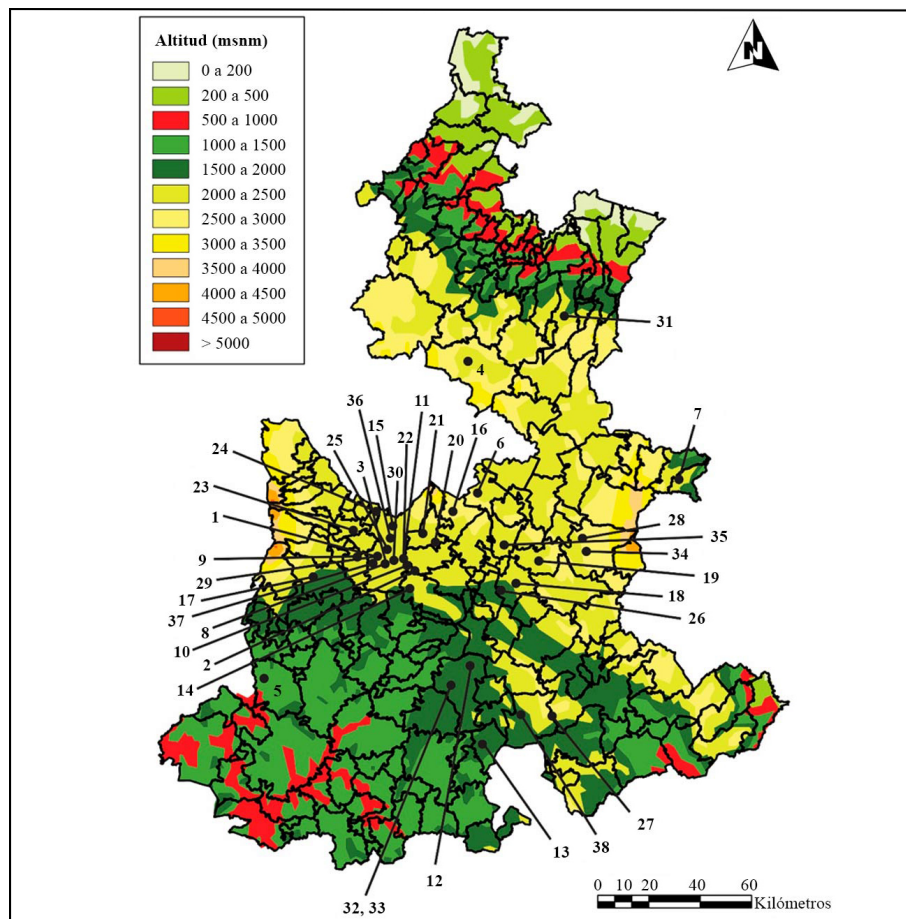 Altitud (msnm)
0 a 200
200 a 500
500 a 1000
1000 a 1500
1500 a 2000
2000 a 2500
2500 a 3000
3000 a 3500
3500 a 4000
4000 a 4500
4500 a 5000
> 5000
N
31
4
36
11
15
22
21
16
7
25
20
6
24
3
30
23
1
28
35
9
34
29
19
17
18
37
8
26
10
2
14
5
27
38
13
12
32, 33
0 10 20 40 60
Kilómetros